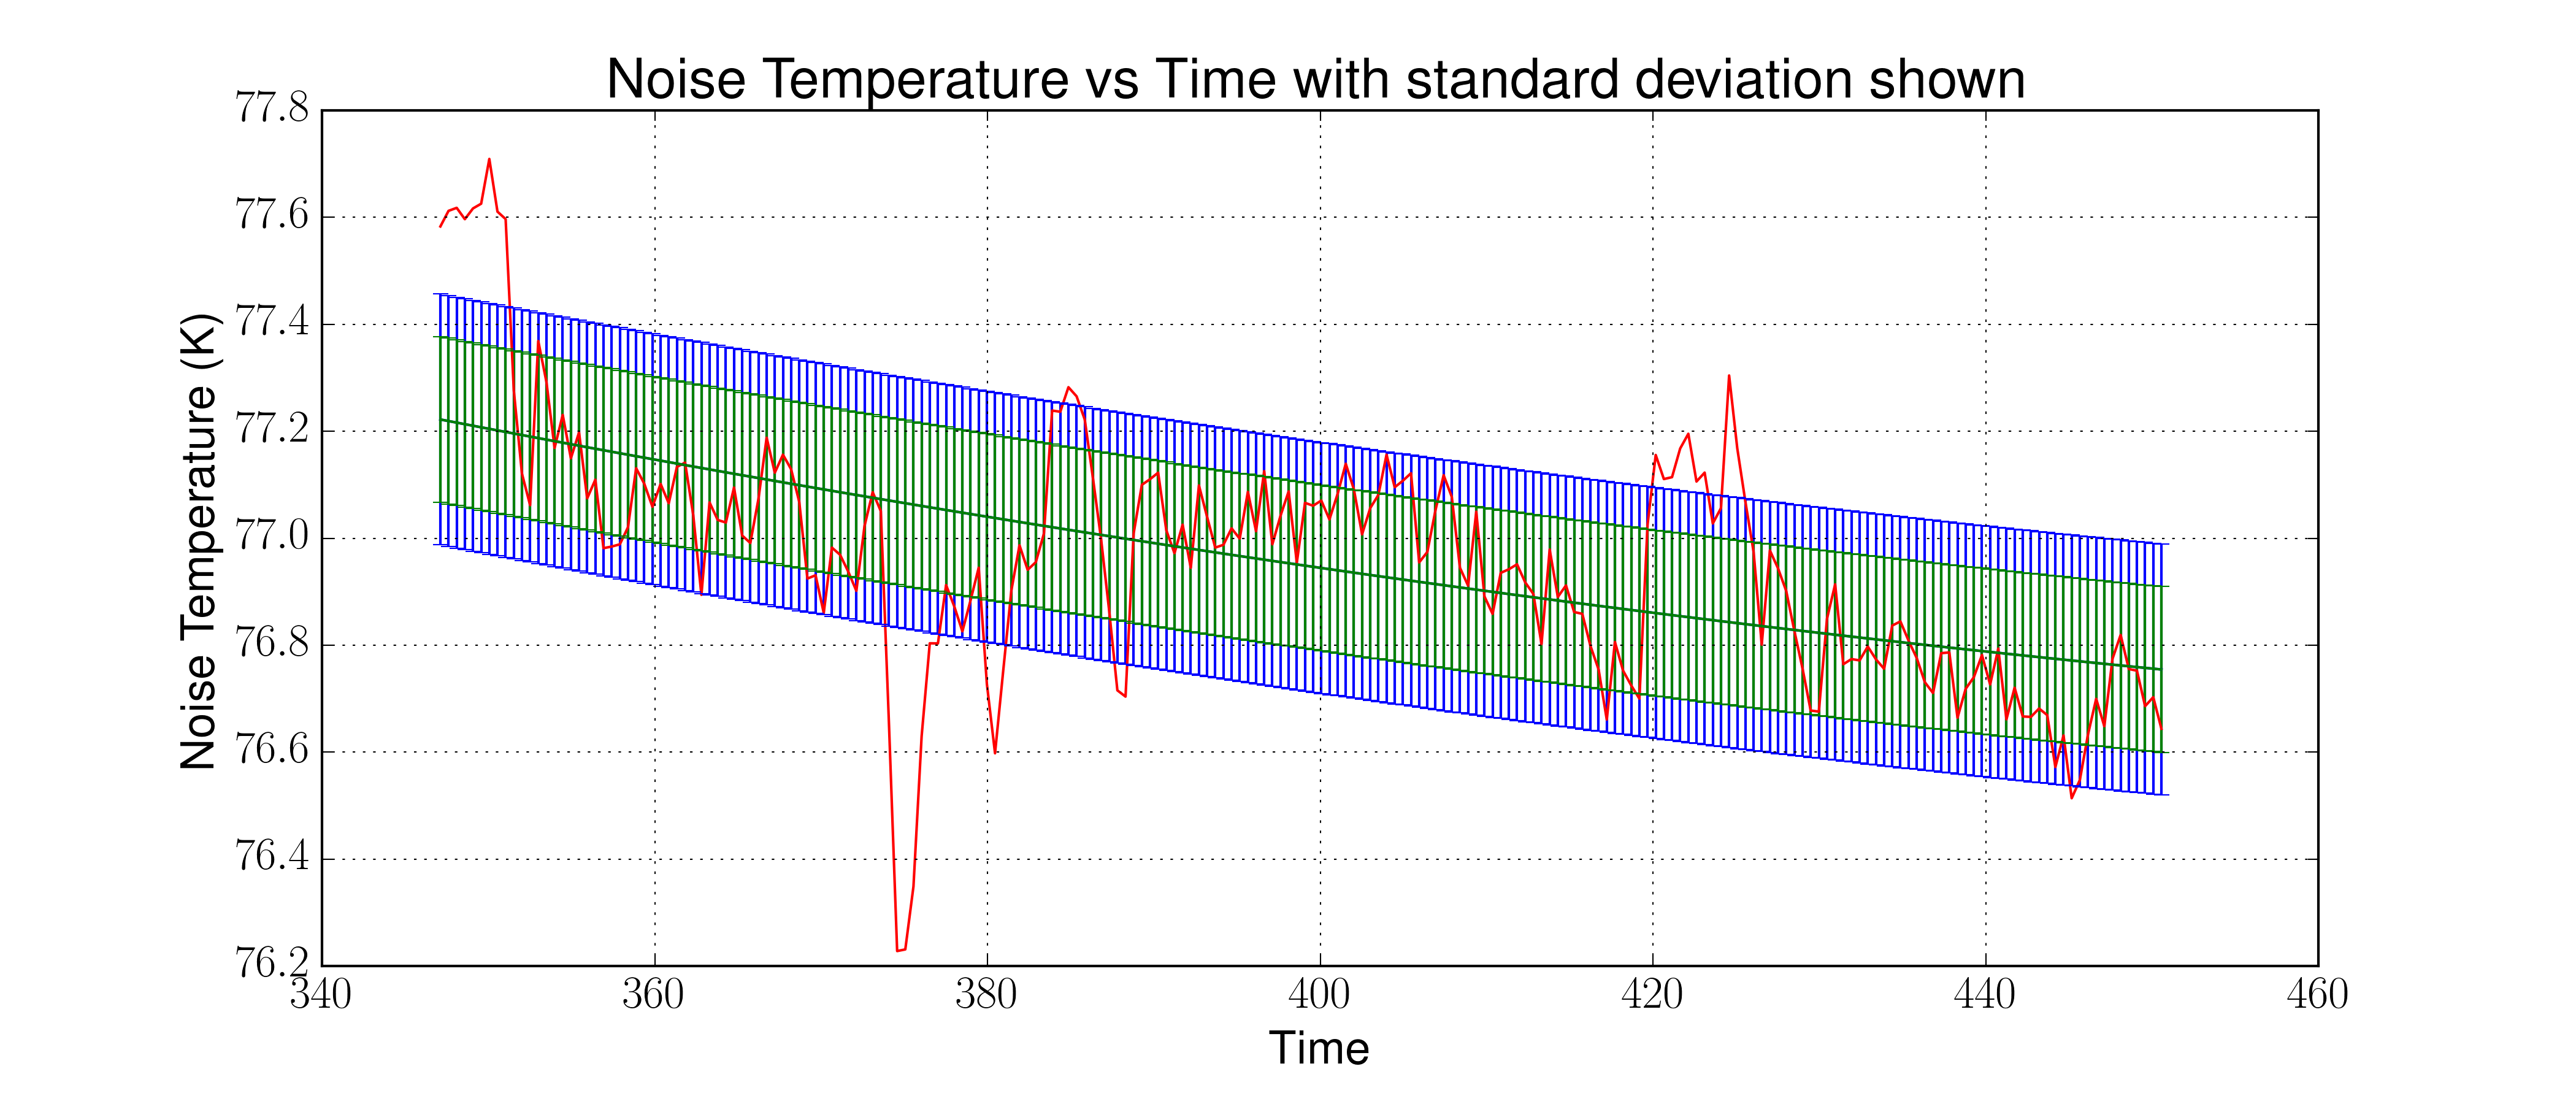 Noise Temperature vs Time with standard deviation shown
Noise Temperature (K)
77.8
77.6
77.4
77.2
77.0
76.8
76.6
76.4
76.2
340 360 380 400 420 440 460
Time